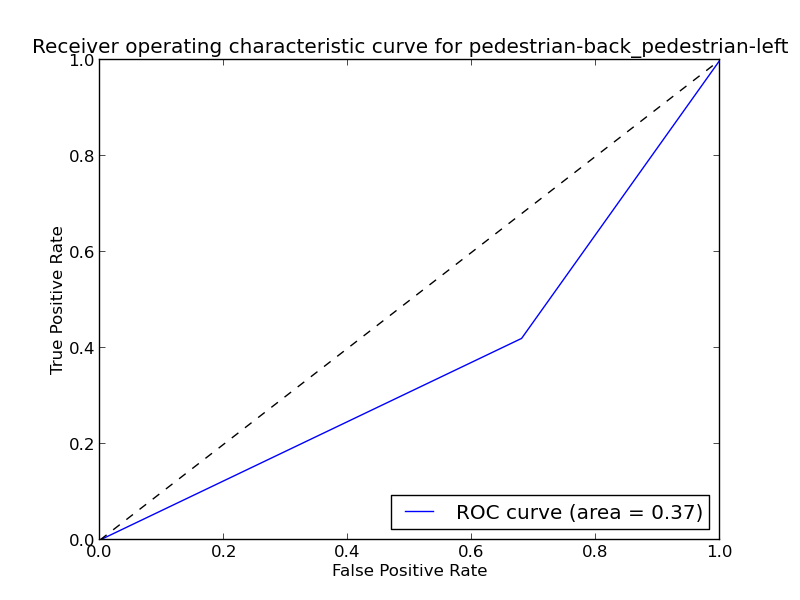 Receiver operating characteristic curve for pedestrian-back_pedestrian-left
1.0
0.8
0.6
0.4
0.2
0.0
True Positive Rate
ROC curve (area = 0.37)
0.0 0.2 0.4 0.6 0.8 1.0
False Positive Rate